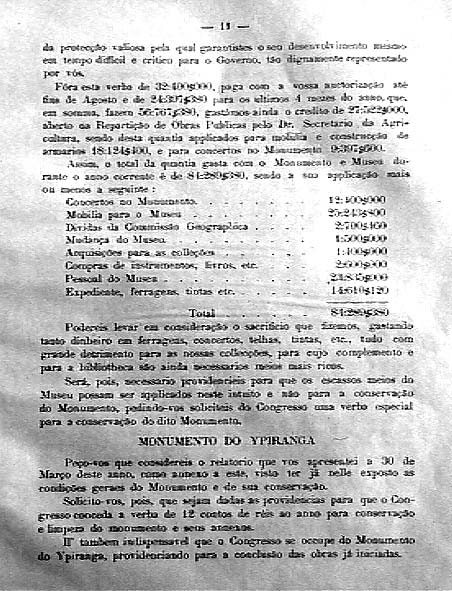 da protecção valiosa pela qual garantistes o seu desenvolvimento mesmo
em tempo difficil e critico para o Governo, tão dignamente representado
por vós.
Fóra esta verba de 32:400$000, paga com a vossa auctorização até
fins de Agosto e de 24:397$380 para os ultimos 4 mezes do anno, que,
em somma, fazem 56:767$380, gastámos ainda o credito de 27:522$000,
aberto na Repartição de Obras Publicas pelo Dr. Secretario da Agri-
cultura, sendo desta quantia applicados para mobilia e construcção de
armarios 18:124$400, e para concertos no Monumento 9:397$600.
Assim, o total da quantia gasta com o Monumento e Museu du-
rante o anno corrente é de 84:289$380, sendo a sua applicação mais
ou menos a seguinte :
Concertos no Monumento. 12:400$000
Mobilia para o Museu 25:243$800
Dividas da Commissão Geographica 2:700$460
Mudança do Museu. 1:500$000
Acquisições para as colleções 1:400$000
Compras de instrumentos, livros, etc. 2:600$000
Pessoal do Museu
Expediente, ferragens, tintas etc. 14:610$120
Total 84:289$380
Podereis levar em consideração o sacrificio que fizemos, gastando
tanto dinheiro em ferragens, concertos, telhas, tintas, etc., tudo com
grande detrimento para as nossas collecções, para cujo complemento e
para a bibliotheca são ainda necessarios meios mais ricos.
Será, pois, necessario providencieis para que os escassos meios do
Museu possam ser applicados neste intuito e não para a conservação
do Monumento, pedindo-vos soliciteis do Congresso uma verba especial
para a conservação do dito Monumento.
MONUMENTO DO YPIRANGA
Peço-vos que considereis o relatorio que vos apresentei a 30 de
Março deste anno, como annexo a este, visto ter já nelle exposto as
condições geraes do Monumento e de sua conservação.
Solicito-vos, pois, que sejam dadas as providencias para que o Con-
gresso conceda a verba de 12 contos de réis ao anno para conservação
e limpeza do monumento e seus annexos.
E' tambem indispensavel que o Congresso se occupe do Monumento
do Ypiranga, providenciando para a conclusão das obras já iniciadas.